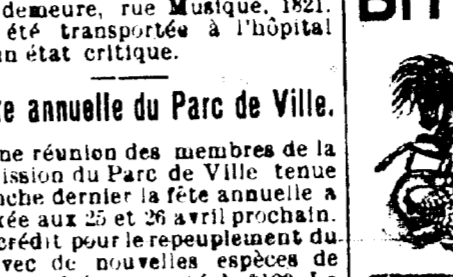 demeure, rue Musique, 1821.
été transportée à l'hôpital
un état critique.
te annuelle du Parc de Ville.
ne réunion des membres de la
ission du Parc de Ville tenue
nche dernier la fête annuelle a
xée aux 25 et 26 avril prochain.
crédit pour le repeuplement du
vec de nouvelles espèces de